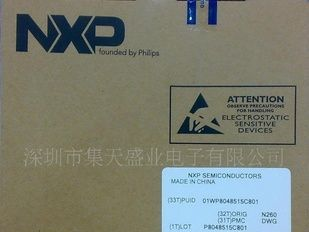 NXP
founded by Philips
ATTENTION
OBSERVE PRECAUTIONS
FOR HANDLING
ELECTROSTATIC
SENSITIVE
DEVICES
深圳市集天盛业电子有限公司
NXP SEMICONDUCTORS
MADE IN CHINA
(33T)PUID 01WP8048515C801
(32T)ORIG N260
(31T)PMC DWG
(1T)LOT P8048515C801